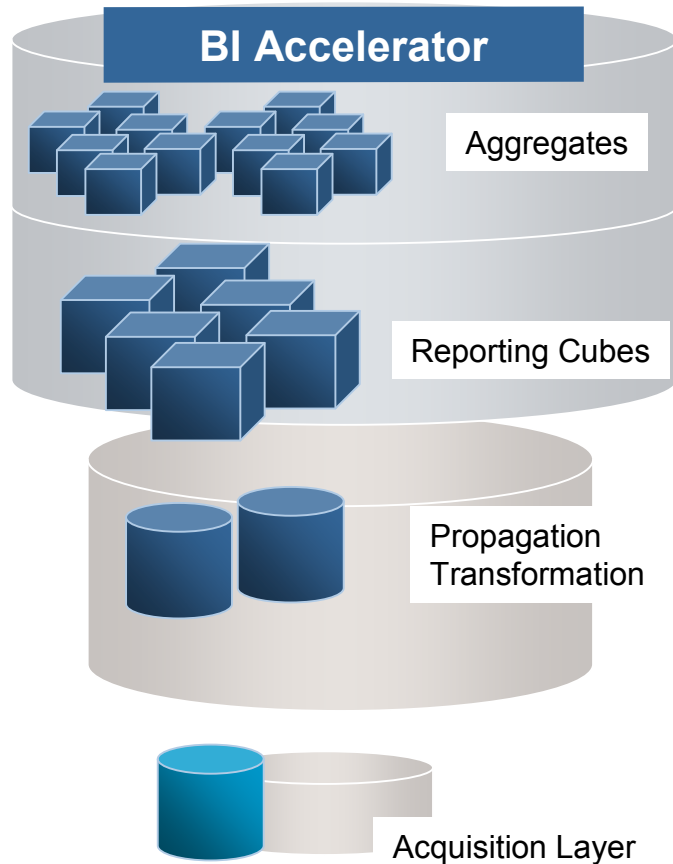 BI Accelerator
Aggregates
Reporting Cubes
Propagation
Transformation
Acquisition Layer